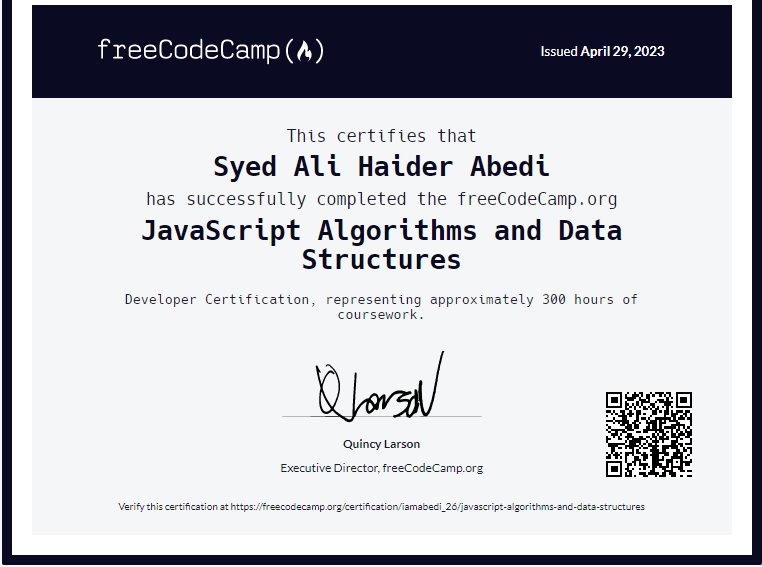 freeCodeCamp
Issued April 29, 2023
This certifies that
Syed Ali Haider Abedi
has successfully completed the freeCodeCamp.org
JavaScript Algorithms and Data
Structures
Developer Certification, representing approximately 300 hours of
coursework.
Q Larson
Quincy Larson
Executive Director, freeCodeCamp.org
Verify this certification at https://freecodecamp.org/certification/iamabedi_26/javascript-algorithms-and-data-structures